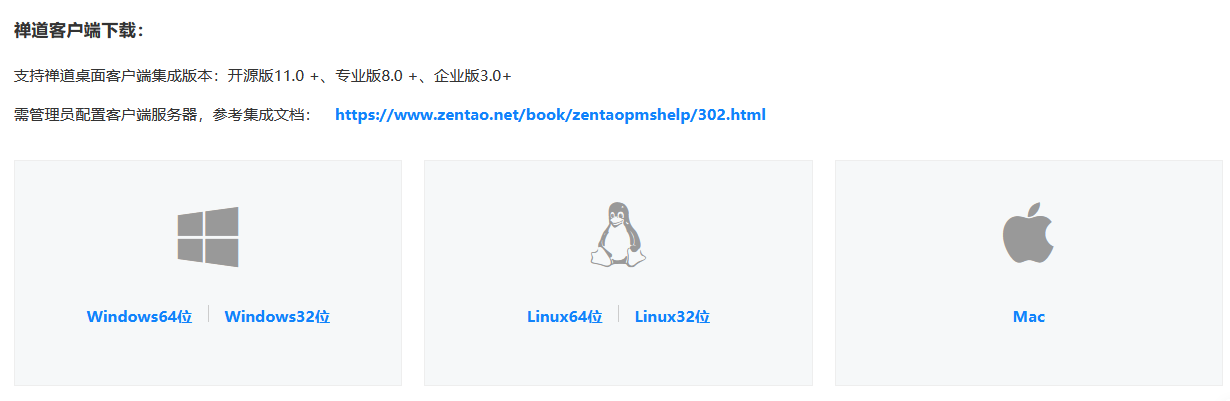 禅道客户端下载：
支持禅道桌面客户端集成版本：开源版11.0 +、专业版8.0 +、企业版3.0+
需管理员配置客户端服务器，参考集成文档： https://www.zentao.net/book/zentaopmshelp/302.html
Windows64位 Windows32位 Linux64位 Linux32位 Mac